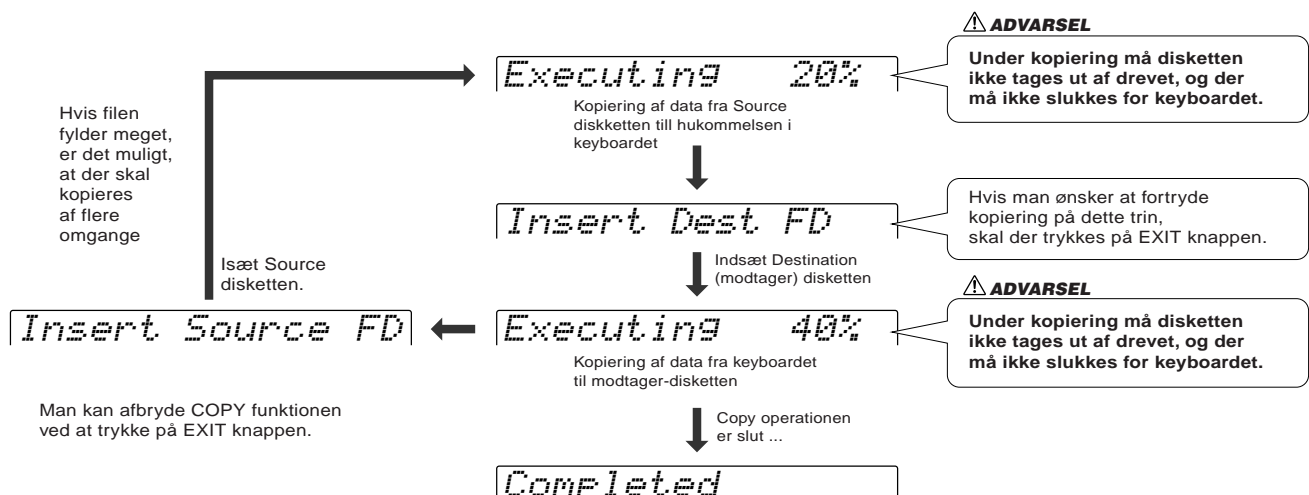 ADVARSEL
Executing 20%
Under kopiering må disketten
ikke tages ut af drevet, og der
må ikke slukkes for keyboardet.
Hvis filen
fylder meget,
er det muligt,
at der skal
kopieres
af flere
omgange
Kopiering af data fra Source
diskketten till hukommelsen i
keyboardet
Insert Dest FD
Hvis man ønsker at fortryde
kopiering på dette trin,
skal der trykkes på EXIT knappen.
Isæt Source
disketten.
Indsæt Destination
(modtager) disketten
ADVARSEL
Insert Source FD
Executing 40%
Under kopiering må disketten
ikke tages ut af drevet, og der
må ikke slukkes for keyboardet.
Kopiering af data fra keyboardet
til modtager-disketten
Man kan afbryde COPY funktionen
ved at trykke på EXIT knappen.
Copy operationen
er slut ...
Completed